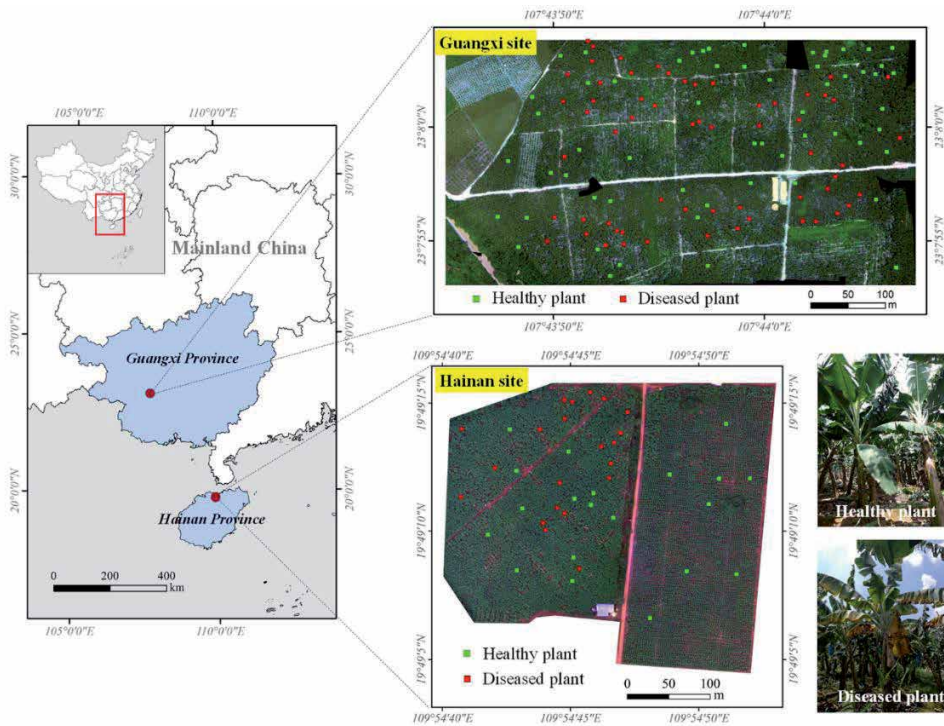 105°0'0"E
110°0'0"E
30°0'0"N
25°0'0"N
20°0'0"N
Mainland China
Guangxi Province
Hainan Province
0 200 400
km
105°0'0"E
110°0'0"E
30°0'0"N
25°0'0"N
20°0'0"N
107°43'50"E
107°44'0"E
Guangxi site
23°8'0"N
23°7'55"N
23°8'0"N
23°7'55"N
Healthy plant
Diseased plant
0 50 100
m
107°43'50"E
107°44'0"E
109°54'40"E
109°54'45"E
109°54'50"E
Hainan site
19°49'15"N
19°49'10"N
19°49'5"N
19°49'15"N
19°49'10"N
19°49'5"N
Healthy plant
Diseased plant
0 50 100
m
109°54'40"E
109°54'45"E
109°54'50"E
Healthy plant
Diseased plant